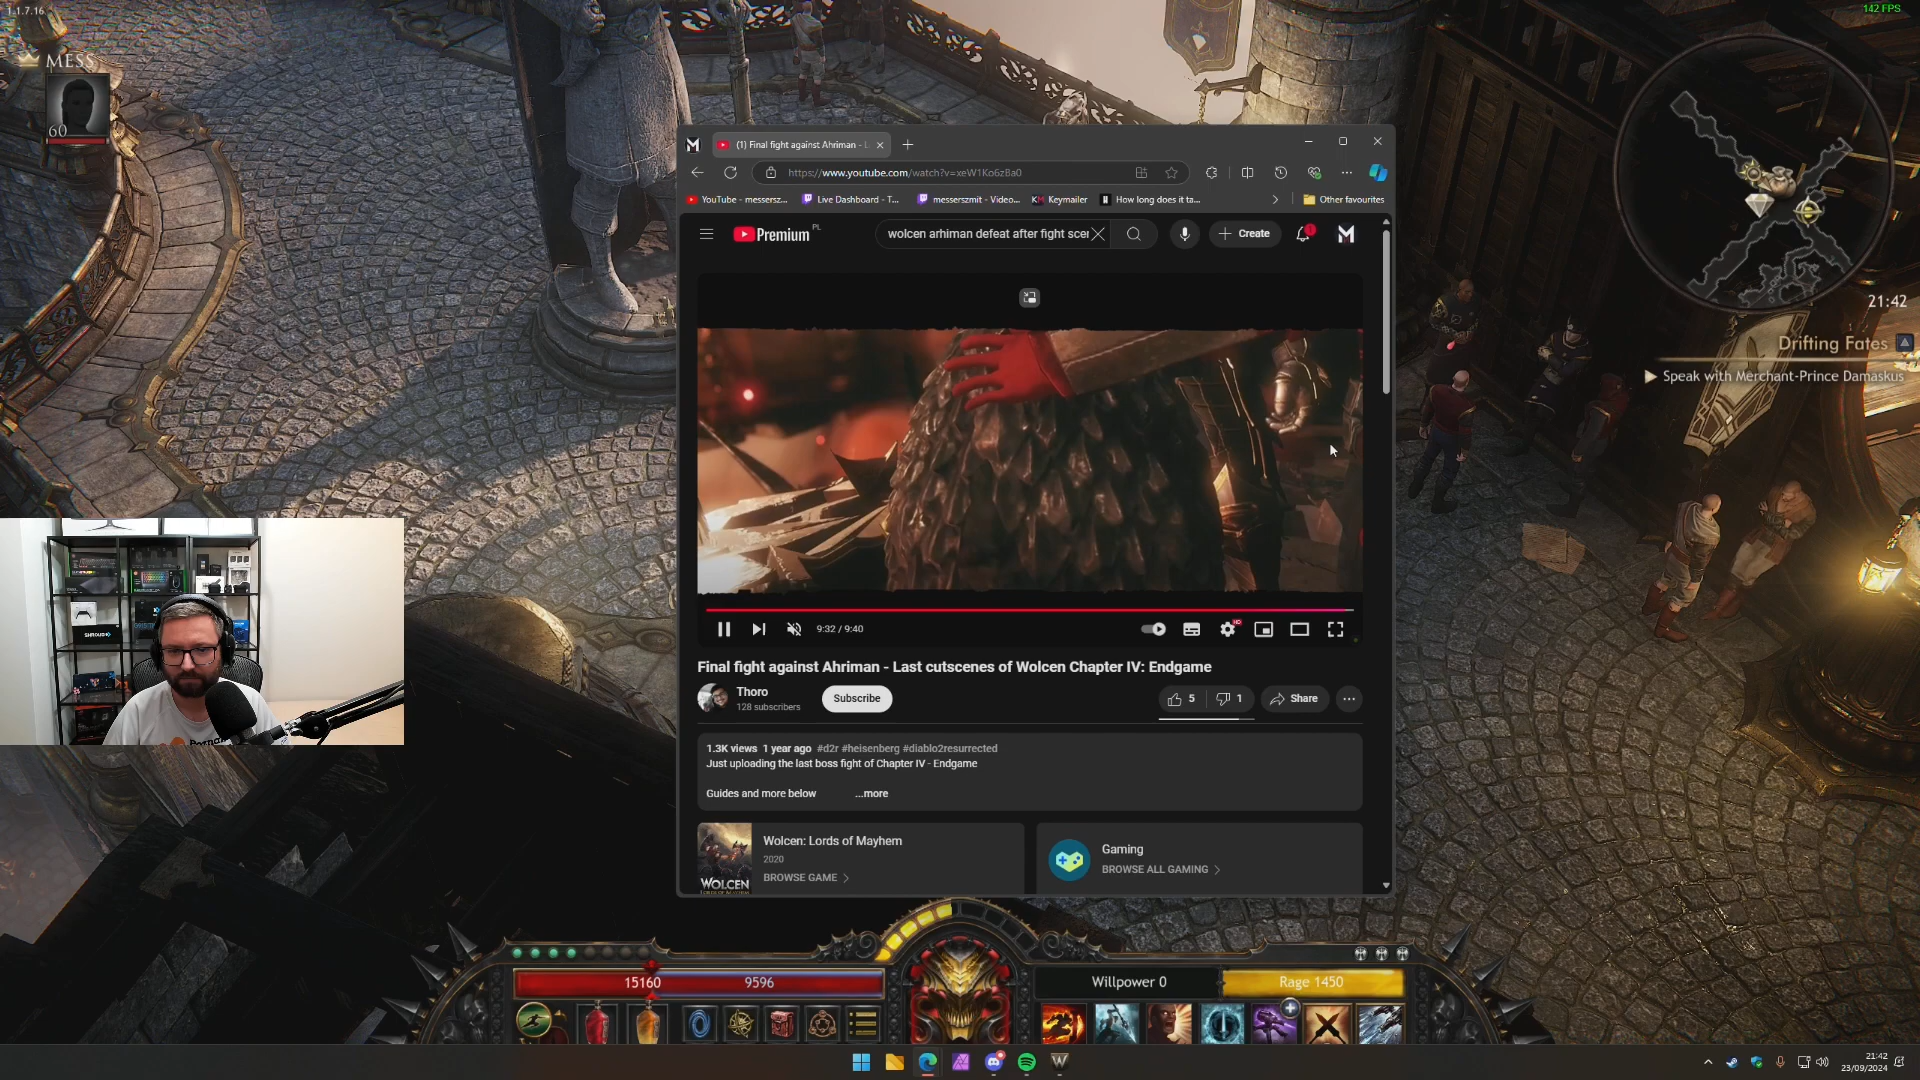 1.1.7.16
142 FPS
MESS
60
(1) Final fight against Ahriman - L
https://www.youtube.com/watch?v=xeW1Ko6zBa0
YouTube - messersz...
Live Dashboard - T...
messerszmit - Video...
KM Keymailer
How long does it ta...
Other favourites
Premium PL
wolcen arhiman defeat after fight scer
Create
21:42
Drifting Fates
Speak with Merchant-Prince Damaskus
9:32 / 9:40
HD
Final fight against Ahriman - Last cutscenes of Wolcen Chapter IV: Endgame
Thoro
128 subscribers
Subscribe
5
1
Share
1.3K views 1 year ago #d2r #heisenberg #diablo2resurrected
Just uploading the last boss fight of Chapter IV - Endgame
Guides and more below ...more
WOLCEN
Wolcen: Lords of Mayhem
2020
BROWSE GAME
Gaming
BROWSE ALL GAMING
SHROUD
15160
9596
Willpower 0
Rage 1450
21:42
23/09/2024